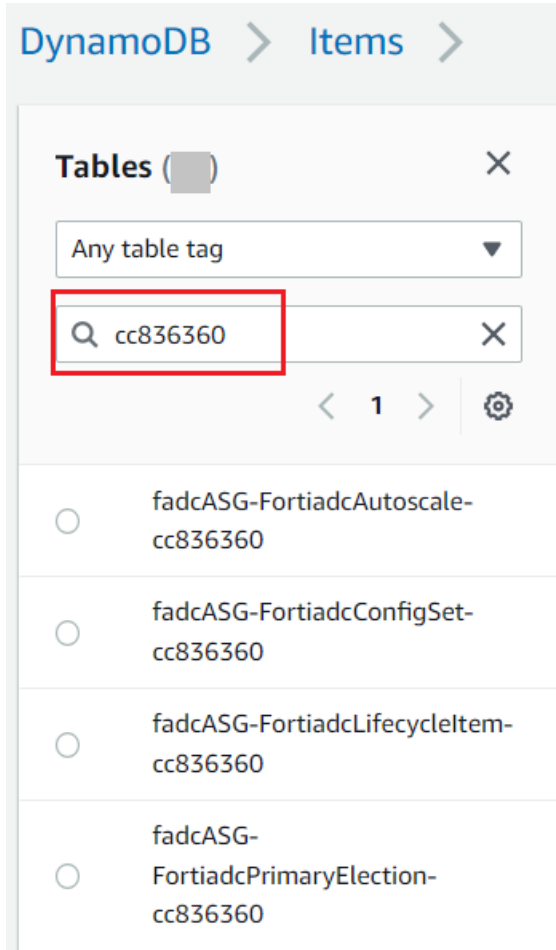 DynamoDB > Items >
Tables ( )
Any table tag
cc836360
1
fadcASG-FortiadcAutoscale-
cc836360
fadcASG-FortiadcConfigSet-
cc836360
fadcASG-FortiadcLifecycleItem-
cc836360
fadcASG-
FortiadcPrimaryElection-
cc836360